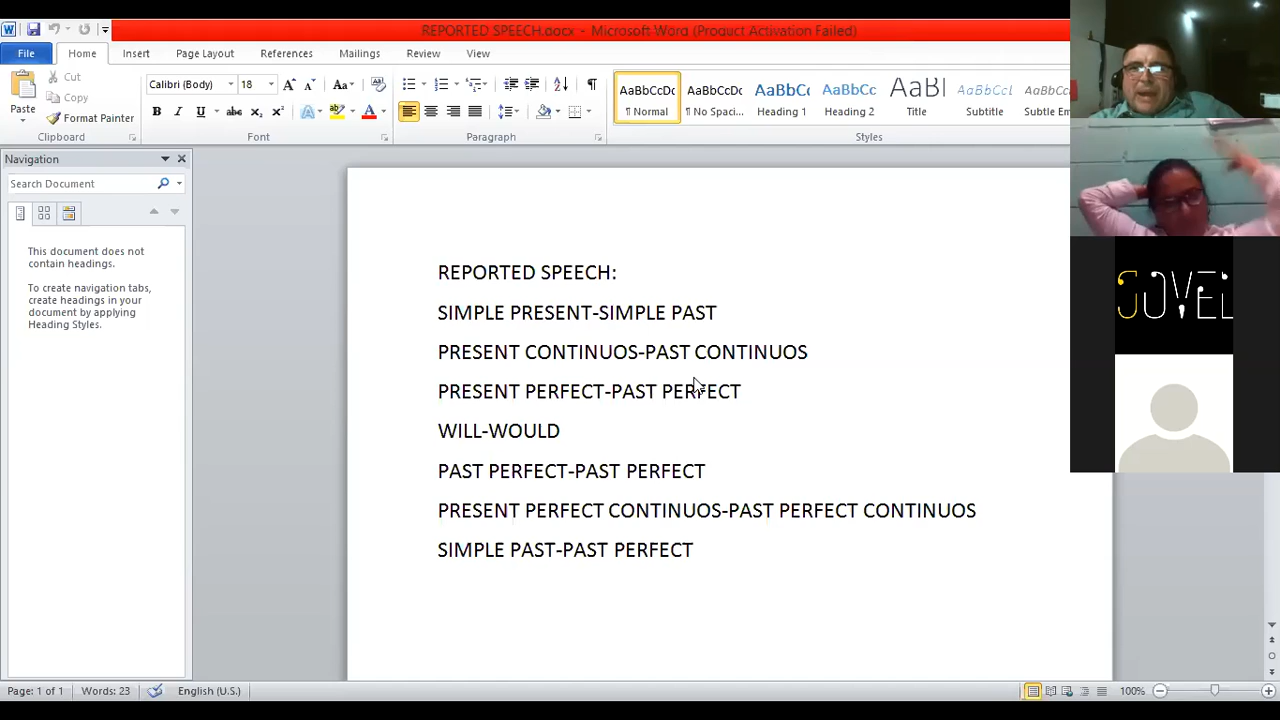 REPORTED SPEECH.docx - Microsoft Word (Product Activation Failed)
File Home Insert Page Layout References Mailings Review View
Paste
Cut
Copy
Format Painter
Clipboard
Calibri (Body) 18
Font
Paragraph
AaBbCcDc AaBbCcDc AaBbCc AaBbCc AaB AaBbCcL AaBbCcD
¶ Normal ¶ No Spaci... Heading 1 Heading 2 Title Subtitle Subtle Em
Styles
Navigation
Search Document
This document does not
contain headings.
To create navigation tabs,
create headings in your
document by applying
Heading Styles.
REPORTED SPEECH:
SIMPLE PRESENT-SIMPLE PAST
PRESENT CONTINUOS-PAST CONTINUOS
PRESENT PERFECT-PAST PERFECT
WILL-WOULD
PAST PERFECT-PAST PERFECT
PRESENT PERFECT CONTINUOS-PAST PERFECT CONTINUOS
SIMPLE PAST-PAST PERFECT
Page: 1 of 1 Words: 23 English (U.S.) 100%